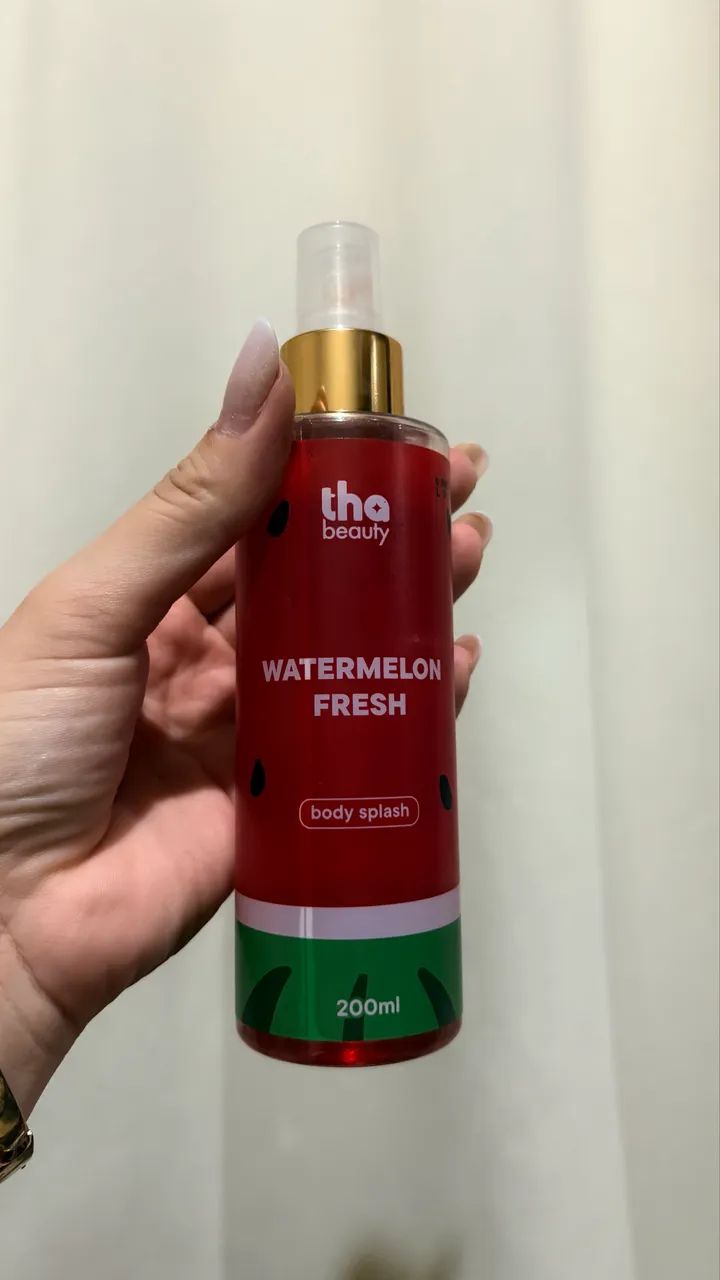 tha
beauty
WATERMELON
FRESH
body splash
200ml